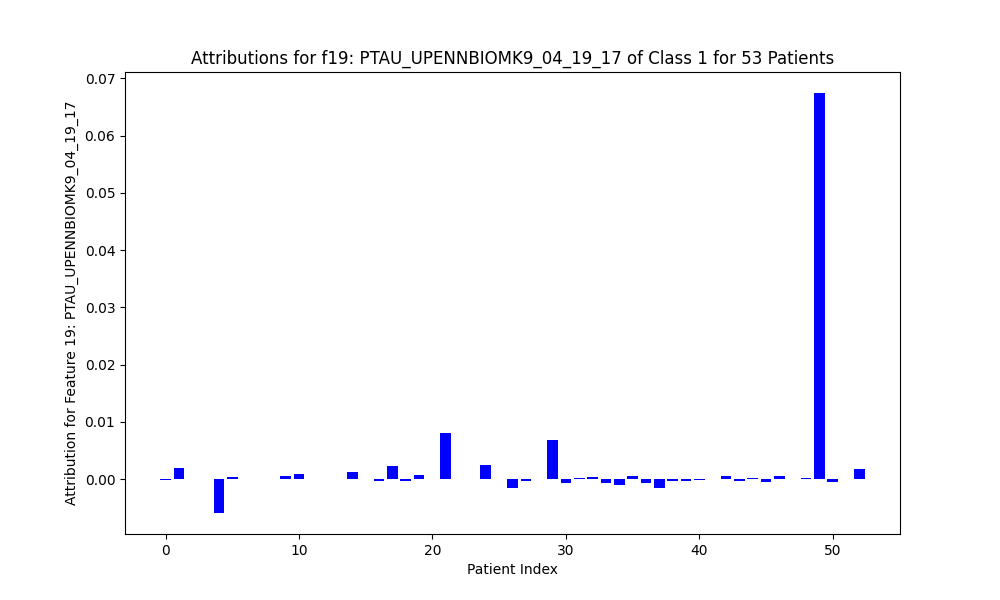 Attributions for f19: PTAU_UPENNBIOMK9_04_19_17 of Class 1 for 53 Patients
Attribution for Feature 19: PTAU_UPENNBIOMK9_04_19_17
0.07
0.06
0.05
0.04
0.03
0.02
0.01
0.00
0 10 20 30 40 50
Patient Index